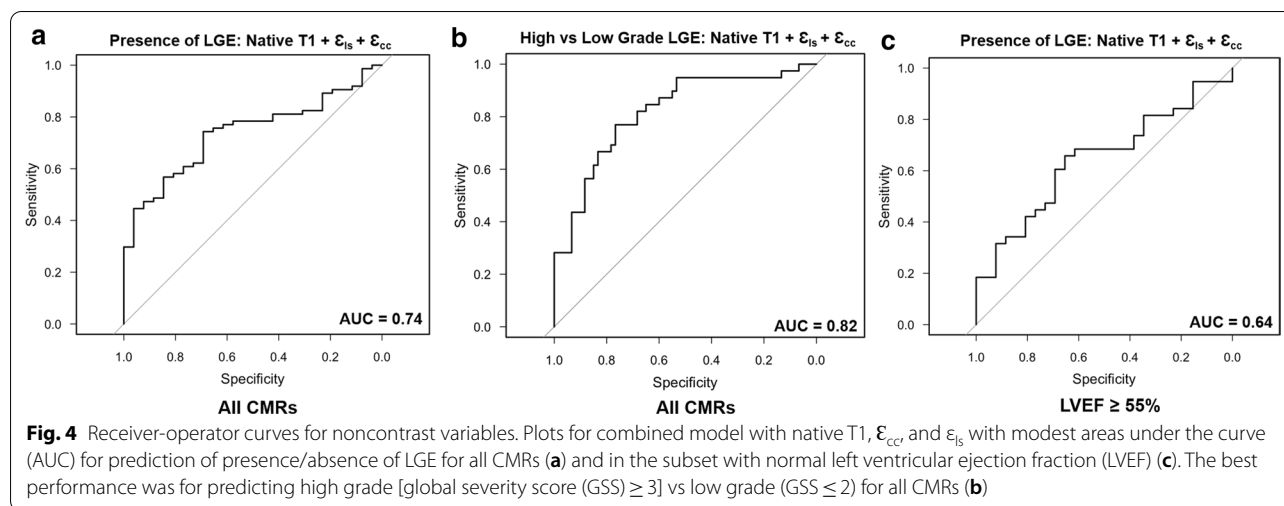 a
Presence of LGE: Native T1 + Ɛls + Ɛcc
1.0
0.8
0.6
0.4
0.2
0.0
Sensitivity
AUC = 0.74
1.0 0.8 0.6 0.4 0.2 0.0
Specificity
All CMRs
b
High vs Low Grade LGE: Native T1 + Ɛls + Ɛcc
1.0
0.8
0.6
0.4
0.2
0.0
Sensitivity
AUC = 0.82
1.0 0.8 0.6 0.4 0.2 0.0
Specificity
All CMRs
c
Presence of LGE: Native T1 + Ɛls + Ɛcc
1.0
0.8
0.6
0.4
0.2
0.0
Sensitivity
AUC = 0.64
1.0 0.8 0.6 0.4 0.2 0.0
Specificity
LVEF ≥ 55%
Fig. 4 Receiver-operator curves for noncontrast variables. Plots for combined model with native T1, Ɛcc, and εls with modest areas under the curve
(AUC) for prediction of presence/absence of LGE for all CMRs (a) and in the subset with normal left ventricular ejection fraction (LVEF) (c). The best
performance was for predicting high grade [global severity score (GSS) ≥ 3] vs low grade (GSS ≤ 2) for all CMRs (b)